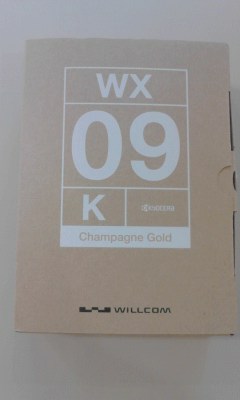 WX
09
K
KYOCERA
Champagne Gold
WILLCOM